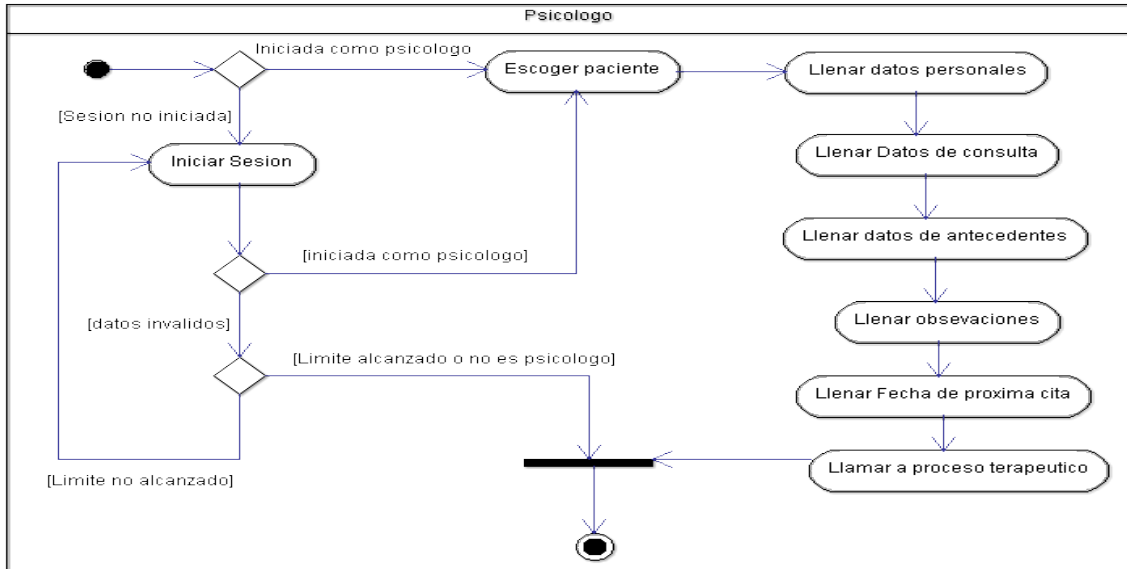 Psicologo
Iniciada como psicologo
Escoger paciente
Llenar datos personales
[Sesion no iniciada]
Iniciar Sesion
Llenar Datos de consulta
[iniciada como psicologo]
Llenar datos de antecedentes
[datos invalidos]
Llenar obsevaciones
[Limite alcanzado o no es psicologo]
Llenar Fecha de proxima cita
[Limite no alcanzado]
Llamar a proceso terapeutico